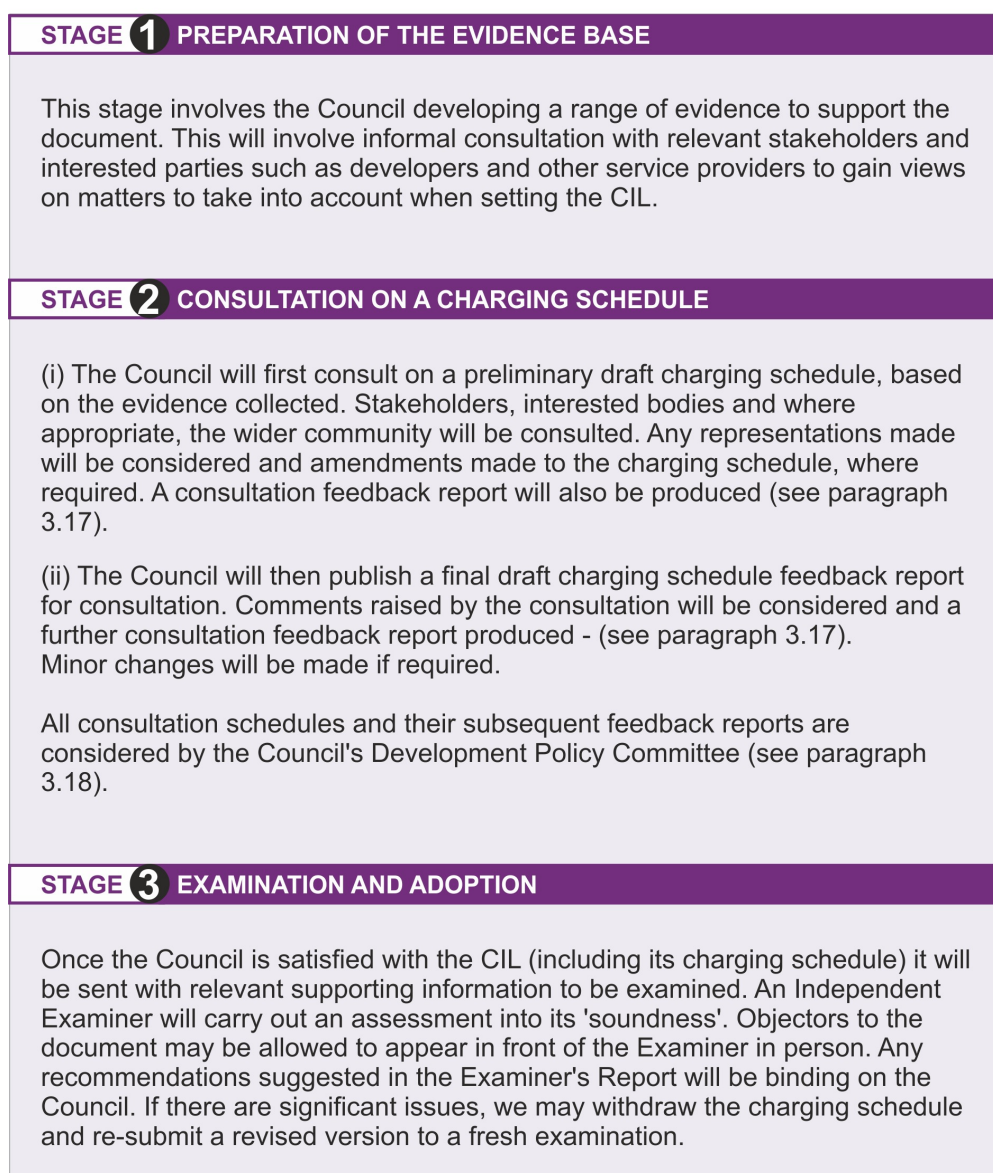 STAGE 1 PREPARATION OF THE EVIDENCE BASE
This stage involves the Council developing a range of evidence to support the
document. This will involve informal consultation with relevant stakeholders and
interested parties such as developers and other service providers to gain views
on matters to take into account when setting the CIL.
STAGE 2 CONSULTATION ON A CHARGING SCHEDULE
(i) The Council will first consult on a preliminary draft charging schedule, based
on the evidence collected. Stakeholders, interested bodies and where
appropriate, the wider community will be consulted. Any representations made
will be considered and amendments made to the charging schedule, where
required. A consultation feedback report will also be produced (see paragraph
3.17).
(ii) The Council will then publish a final draft charging schedule feedback report
for consultation. Comments raised by the consultation will be considered and a
further consultation feedback report produced - (see paragraph 3.17).
Minor changes will be made if required.
All consultation schedules and their subsequent feedback reports are
considered by the Council's Development Policy Committee (see paragraph
3.18).
STAGE 3 EXAMINATION AND ADOPTION
Once the Council is satisfied with the CIL (including its charging schedule) it will
be sent with relevant supporting information to be examined. An Independent
Examiner will carry out an assessment into its 'soundness'. Objectors to the
document may be allowed to appear in front of the Examiner in person. Any
recommendations suggested in the Examiner's Report will be binding on the
Council. If there are significant issues, we may withdraw the charging schedule
and re-submit a revised version to a fresh examination.